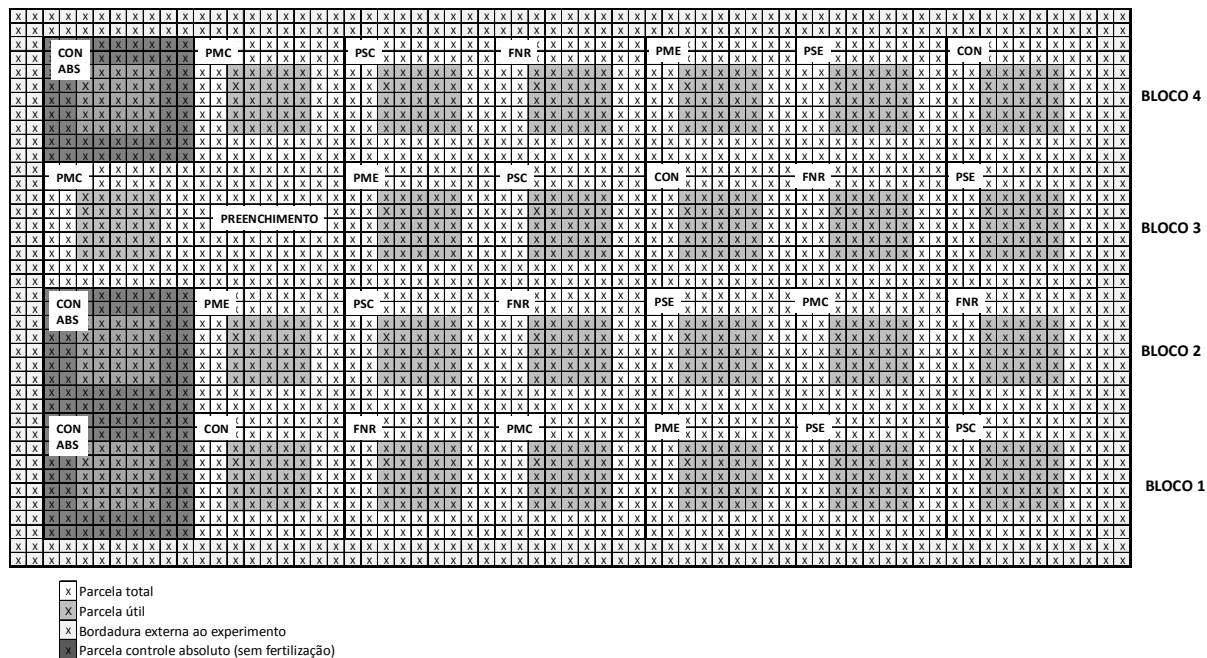 CON PMC PSC FNR PME PSE CON
ABS
BLOCO 4
PMC PME PSC CON FNR PSE
PREENCHIMENTO
BLOCO 3
CON PME PSC FNR PSE PMC FNR
ABS
BLOCO 2
CON CON FNR PMC PME PSE PSC
ABS
BLOCO 1
x Parcela total
X Parcela útil
x Bordadura externa ao experimento
x Parcela controle absoluto (sem fertilização)